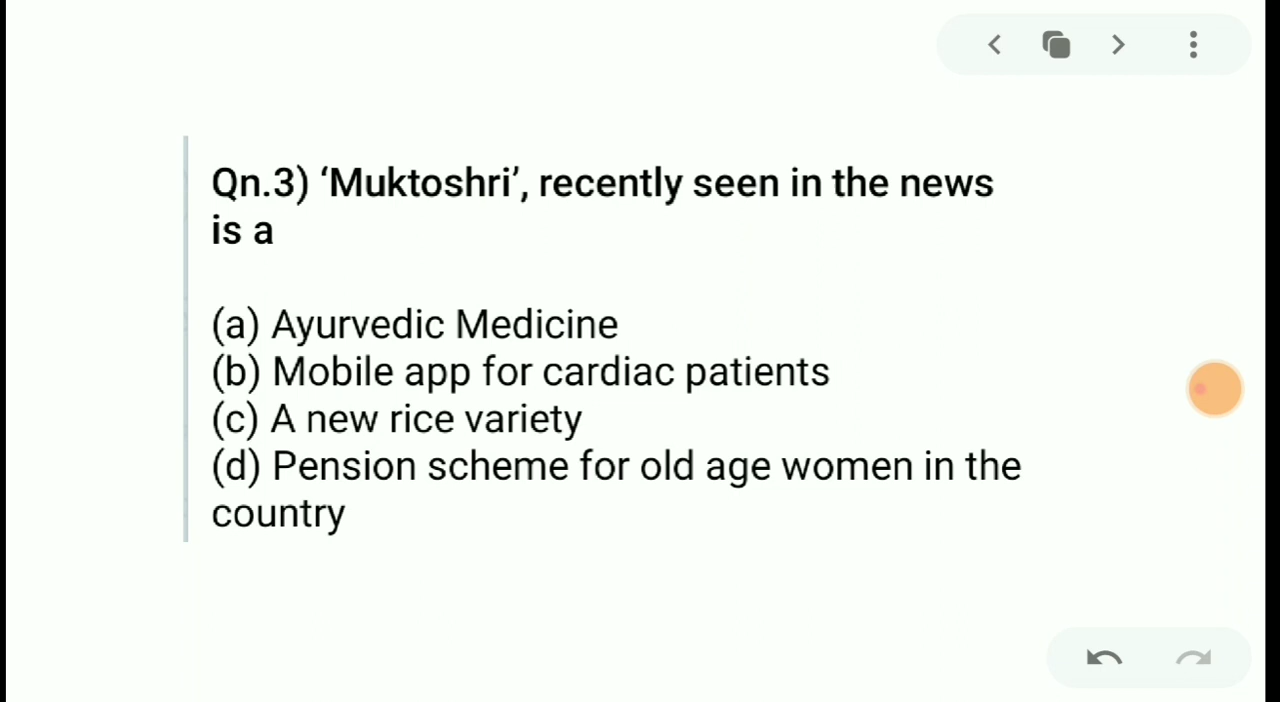 Qn.3) ‘Muktoshri’, recently seen in the news
is a
(a) Ayurvedic Medicine
(b) Mobile app for cardiac patients
(c) A new rice variety
(d) Pension scheme for old age women in the
country